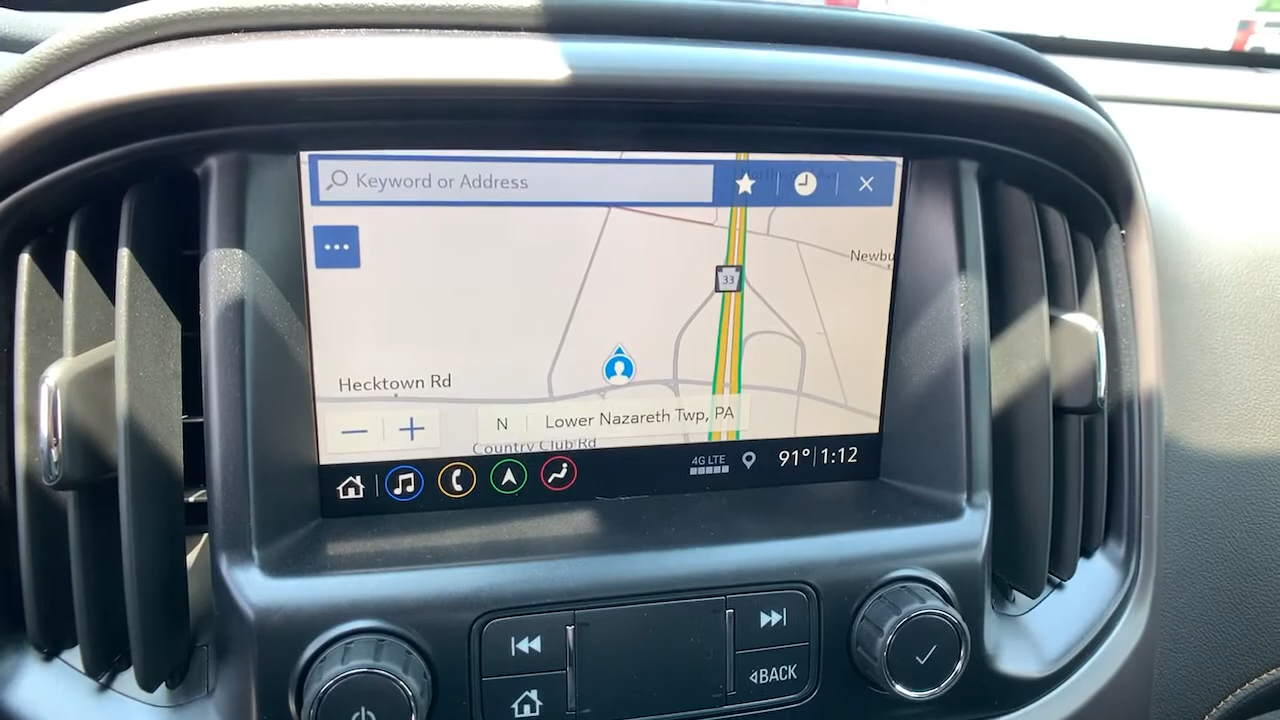 Keyword or Address
Newbu
33
Hecktown Rd
N
Lower Nazareth Twp, PA
Country Club Rd
4G LTE
91° 1:12
BACK